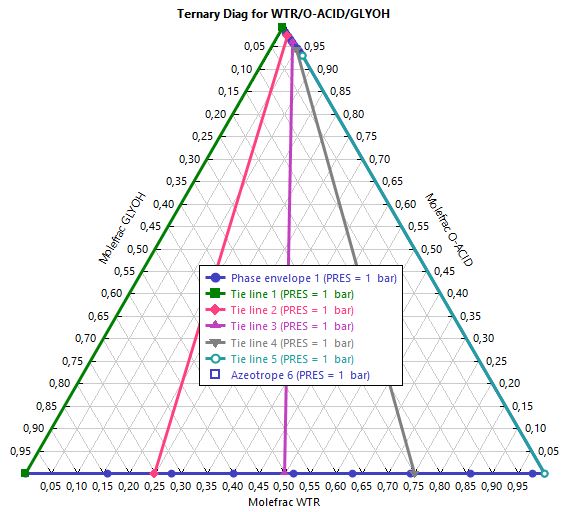 Ternary Diag for WTR/O-ACID/GLYOH
0,05 0,95
0,10 0,90
0,15 0,85
0,20 0,80
0,25 0,75
0,30 0,70
0,35 0,65
0,40 0,60
Molefrac GLYOH
Molefrac O-ACID
0,45 0,55
0,50 0,50
0,55 0,45
0,60 0,40
0,65 0,35
0,70 0,30
0,75 0,25
0,80 0,20
0,85 0,15
0,90 0,10
0,95 0,05
Phase envelope 1 (PRES = 1 bar)
Tie line 1 (PRES = 1 bar)
Tie line 2 (PRES = 1 bar)
Tie line 3 (PRES = 1 bar)
Tie line 4 (PRES = 1 bar)
Tie line 5 (PRES = 1 bar)
Azeotrope 6 (PRES = 1 bar)
0,05 0,10 0,15 0,20 0,25 0,30 0,35 0,40 0,45 0,50 0,55 0,60 0,65 0,70 0,75 0,80 0,85 0,90 0,95
Molefrac WTR